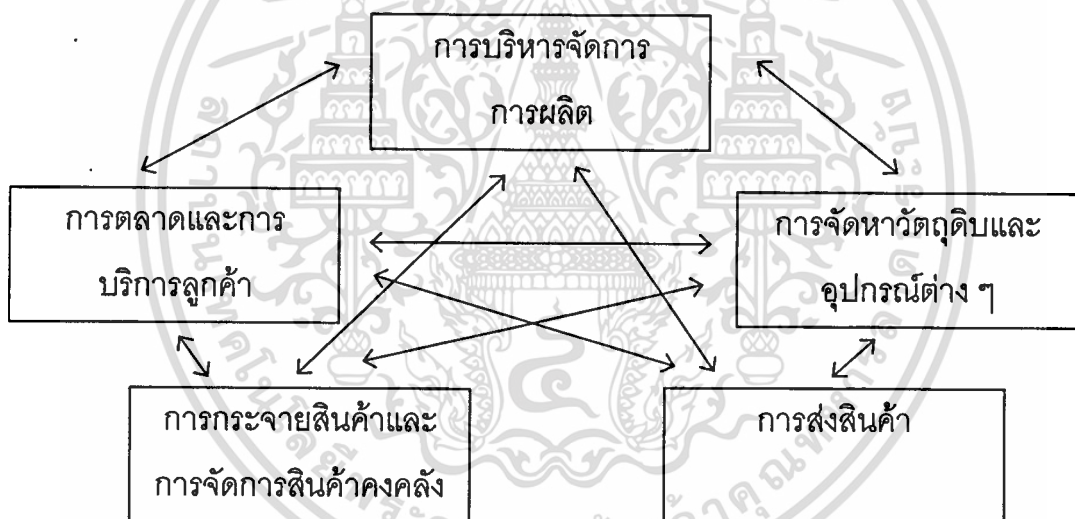 การบริหารจัดการ
การผลิต
การตลาดและการ
บริการลูกค้า
การจัดหาวัตถุดิบและ
อุปกรณ์ต่าง ๆ
การกระจายสินค้าและ
การจัดการสินค้าคงคลัง
การส่งสินค้า